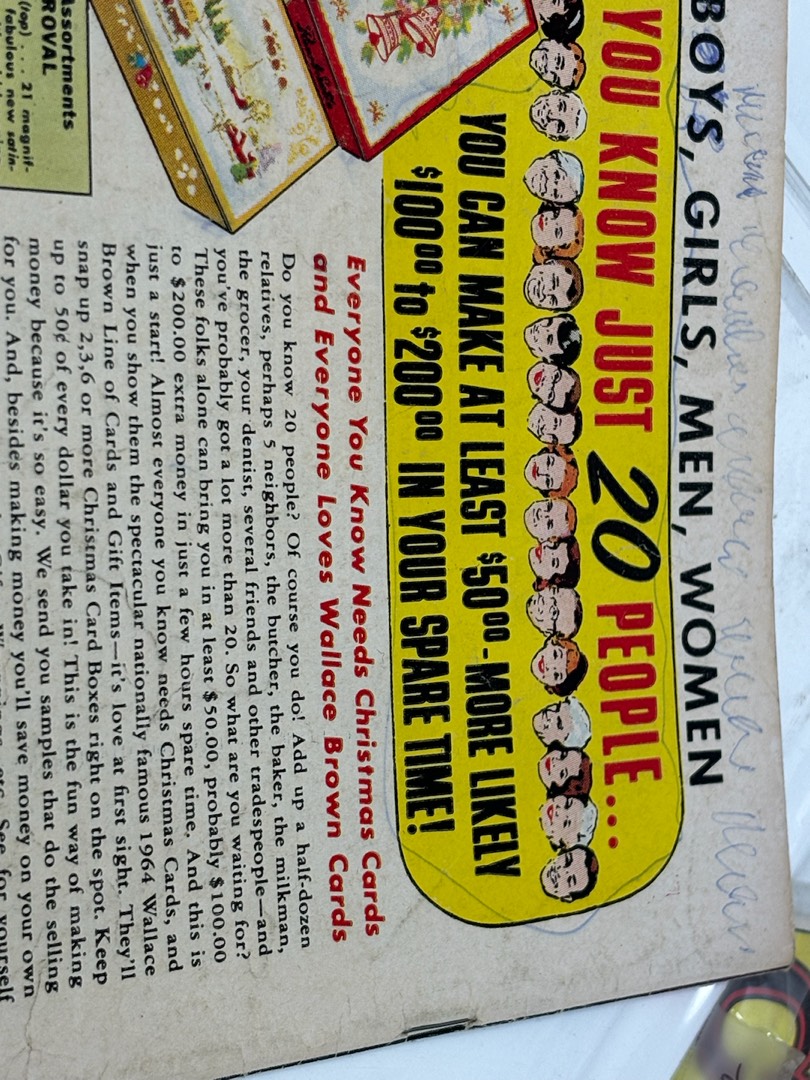 BOYS, GIRLS, MEN, WOMEN
YOU KNOW JUST 20 PEOPLE...
YOU CAN MAKE AT LEAST $50.00 - MORE LIKELY
$100.00 to $200.00 IN YOUR SPARE TIME!
Everyone You Know Needs Christmas Cards
and Everyone Loves Wallace Brown Cards
Do you know 20 people? Of course you do! Add up a half-dozen
relatives, perhaps 5 neighbors, the butcher, the baker, the milkman,
the grocer, your dentist, several friends and other tradespeople—and
you've probably got a lot more than 20. So what are you waiting for?
These folks alone can bring you in at least $50.00, probably $100.00
to $200.00 extra money in just a few hours spare time. And this is
just a start! Almost everyone you know needs Christmas Cards, and
when you show them the spectacular nationally famous 1964 Wallace
Brown Line of Cards and Gift Items—it's love at first sight. They'll
snap up 2,3,6 or more Christmas Card Boxes right on the spot. Keep
up to 50¢ of every dollar you take in! This is the fun way of making
money because it's so easy. We send you samples that do the selling
for you. And, besides making money you'll save money on your own
See for yourself
Assortments
ROVAL
(top) . . . 21 magnif-
fabulous new satin-